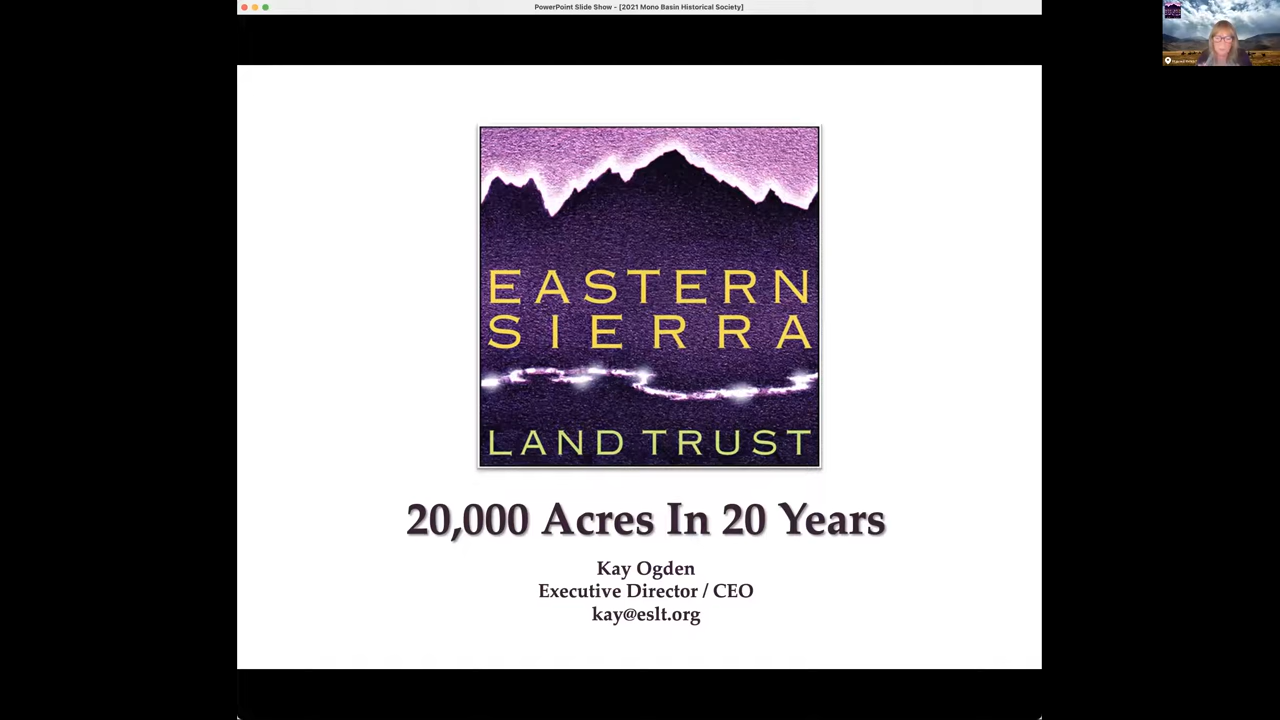 PowerPoint Slide Show - [2021 Mono Basin Historical Society]
EASTERN
SIERRA
LAND TRUST
20,000 Acres In 20 Years
Kay Ogden
Executive Director / CEO
kay@eslt.org